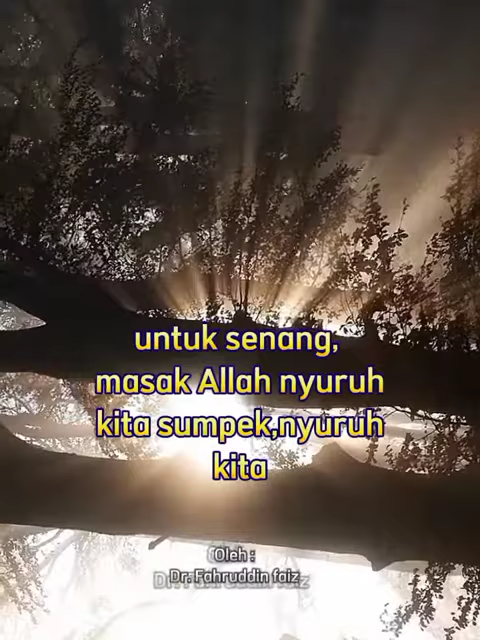 untuk senang,
masak Allah nyuruh
kita sumpek,nyuruh
kita
Oleh :
Dr. Fahruddin faiz